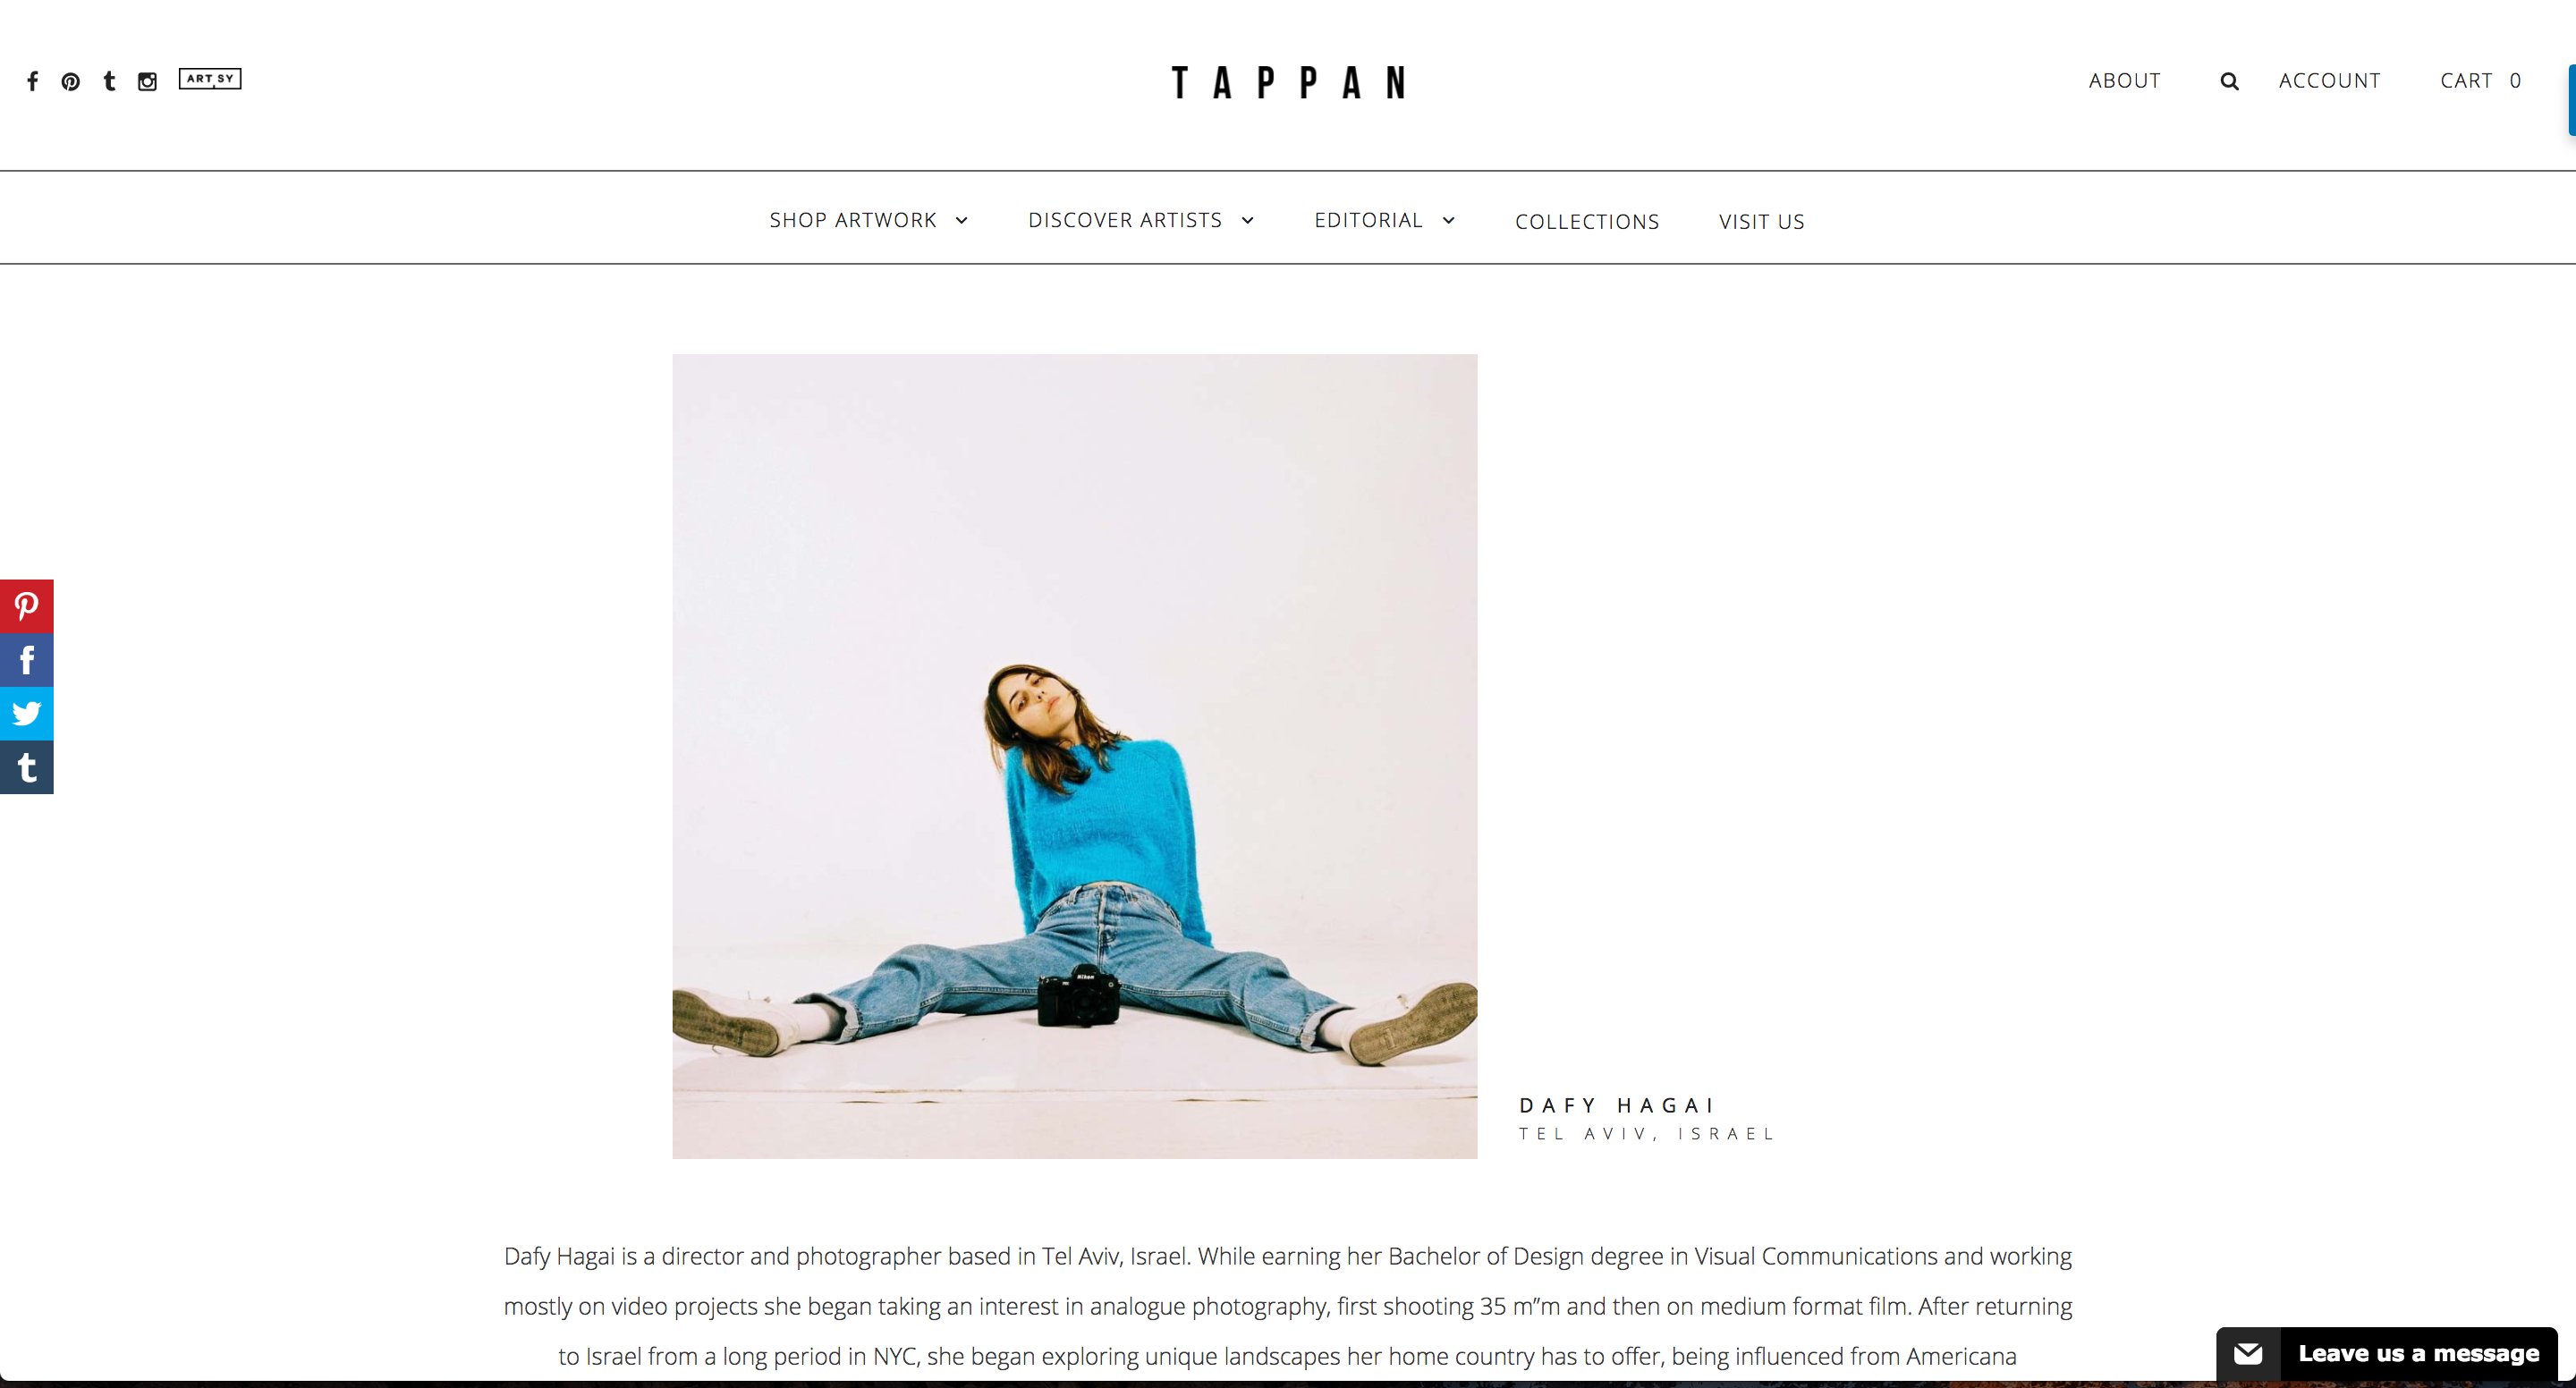 ARTSY
TAPPAN
ABOUT
ACCOUNT
CART 0
SHOP ARTWORK
DISCOVER ARTISTS
EDITORIAL
COLLECTIONS
VISIT US
Nikon
DAFY HAGAI
TEL AVIV, ISRAEL
Dafy Hagai is a director and photographer based in Tel Aviv, Israel. While earning her Bachelor of Design degree in Visual Communications and working
mostly on video projects she began taking an interest in analogue photography, first shooting 35 m”m and then on medium format film. After returning
to Israel from a long period in NYC, she began exploring unique landscapes her home country has to offer, being influenced from Americana
Leave us a message